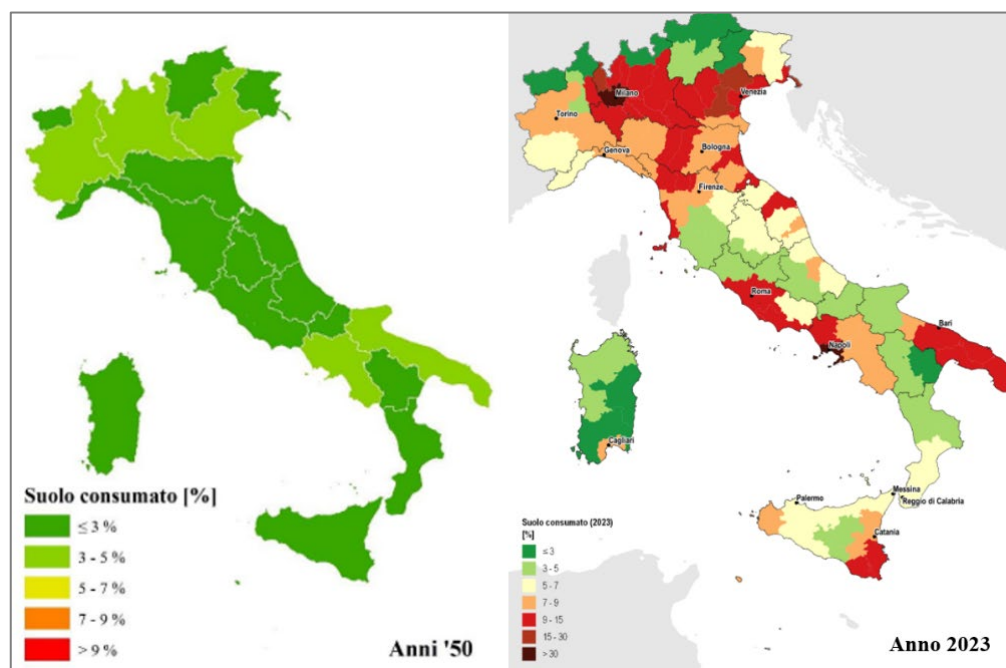 Suolo consumato [%]
≤ 3 %
3 - 5 %
5 - 7 %
7 - 9 %
> 9 %
Anni '50
Milano
Venezia
Torino
Genova
Bologna
Firenze
Roma
Napoli
Bari
Cagliari
Messina
Palermo
Reggio di Calabria
Catania
Suolo consumato (2023)
[%]
≤ 3
3 - 5
5 - 7
7 - 9
9 - 15
15 - 30
>30
Anno 2023